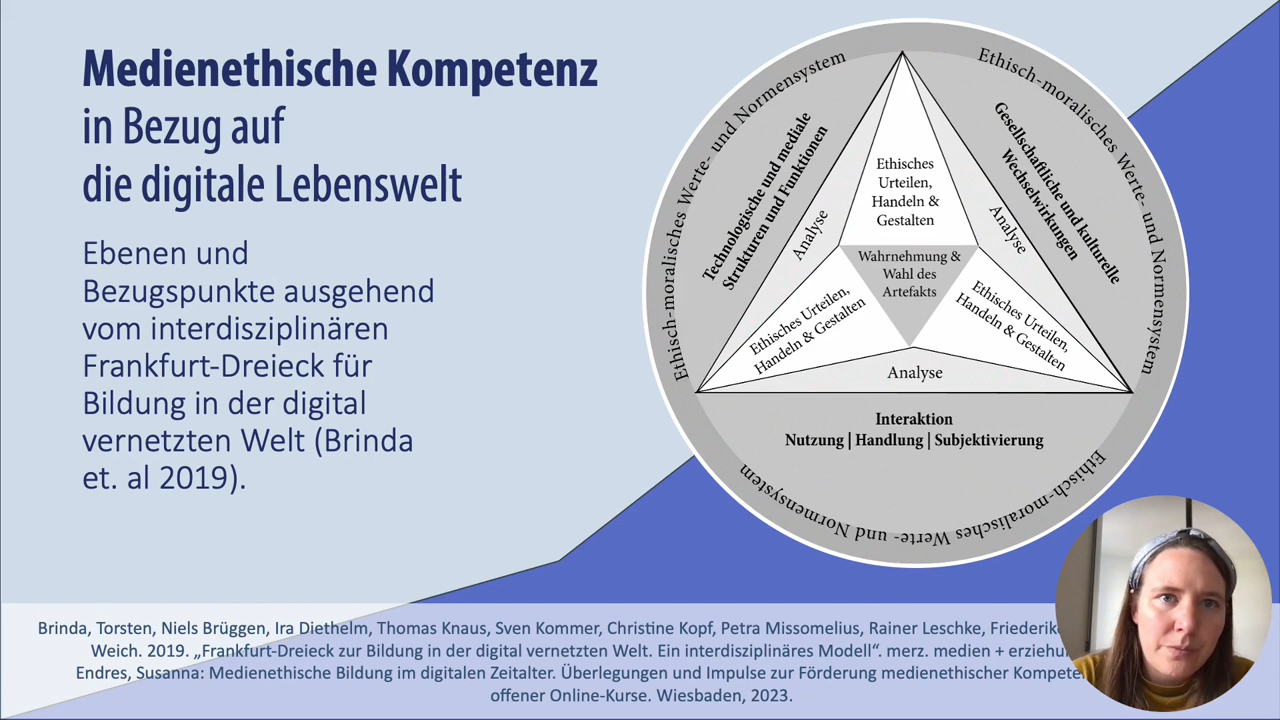 Medienethische Kompetenz
in Bezug auf
die digitale Lebenswelt
Ebenen und
Bezugspunkte ausgehend
vom interdisziplinären
Frankfurt-Dreieck für
Bildung in der digital
vernetzten Welt (Brinda
et. al 2019).
Ethisch-moralisches Werte- und Normensystem
Ethisch-moralisches Werte- und Normensystem
Technologische und mediale
Strukturen und Funktionen
Gesellschaftliche und kulturelle
Wechselwirkungen
Analyse
Ethisches
Urteilen,
Handeln &
Gestalten
Analyse
Wahrnehmung &
Wahl des
Artefakts
Ethisches Urteilen,
Handeln & Gestalten
Ethisches Urteilen,
Handeln & Gestalten
Analyse
Interaktion
Nutzung | Handlung | Subjektivierung
Ethisch-moralisches Werte- und Normensystem
Brinda, Torsten, Niels Brüggen, Ira Diethelm, Thomas Knaus, Sven Kommer, Christine Kopf, Petra Missomelius, Rainer Leschke, Friederike
Weich. 2019. „Frankfurt-Dreieck zur Bildung in der digital vernetzten Welt. Ein interdisziplinäres Modell“. merz. medien +
Endres, Susanna: Medienethische Bildung im digitalen Zeitalter. Überlegungen und Impulse zur Förderung medienethischer
offener Online-Kurse. Wiesbaden, 2023.